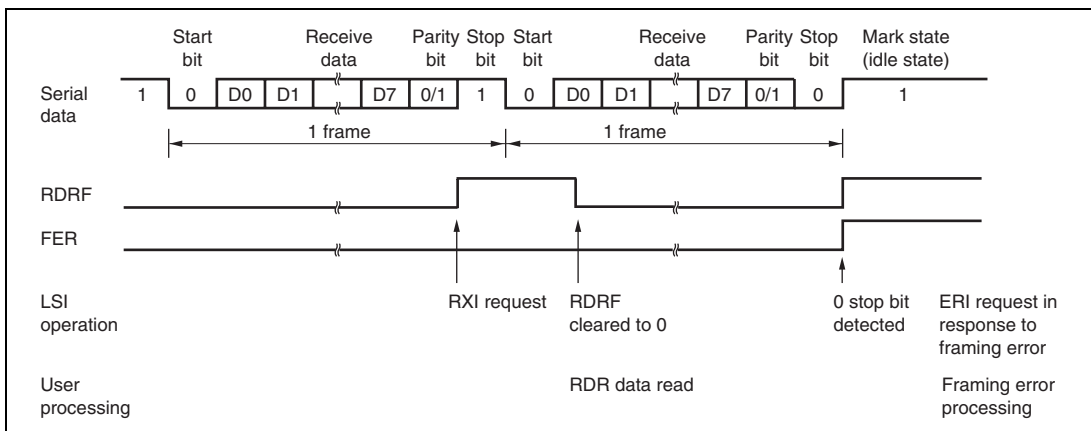 Start bit Receive data Parity bit Stop bit Start bit Receive data Parity bit Stop bit Mark state (idle state)
Serial data 1 0 D0 D1 D7 0/1 1 0 D0 D1 D7 0/1 0 1
1 frame 1 frame
RDRF
FER
LSI operation RXI request RDRF cleared to 0 0 stop bit detected ERI request in response to framing error
User processing RDR data read Framing error processing